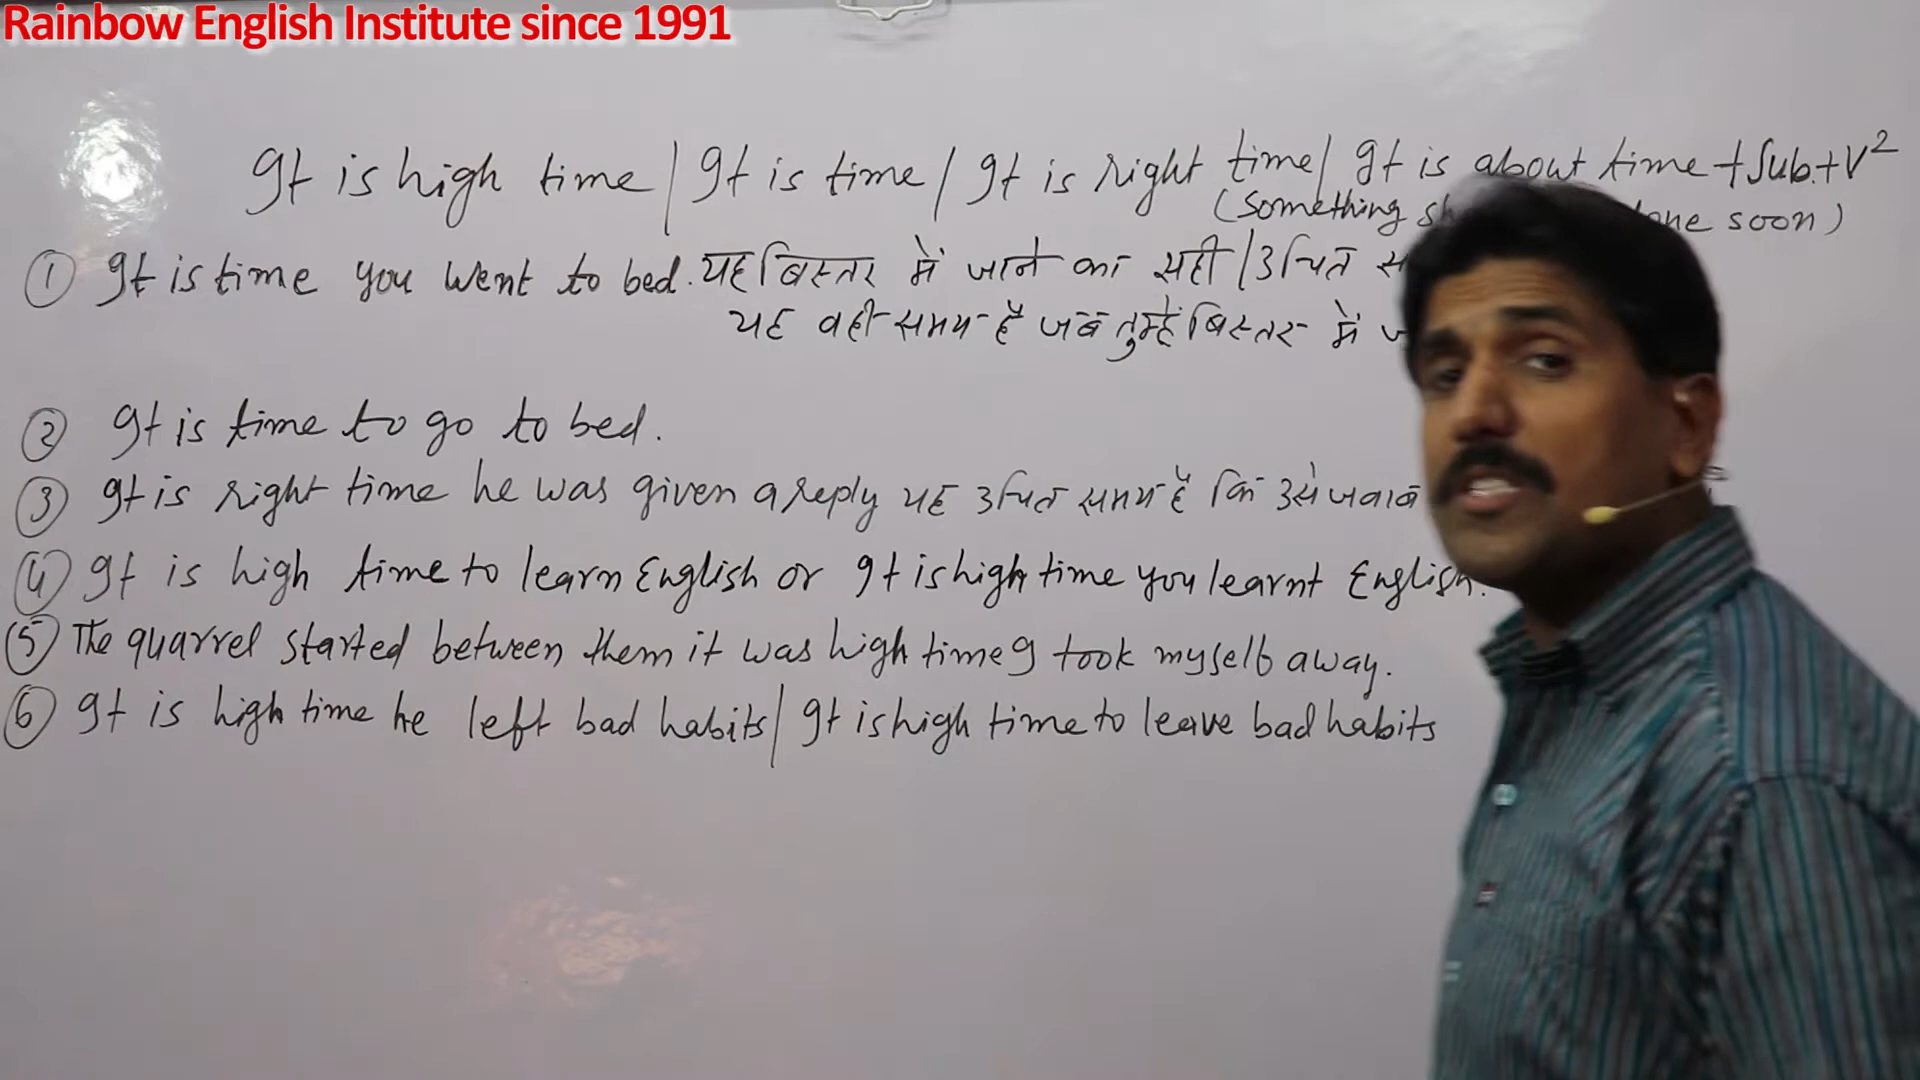 Rainbow English Institute since 1991
It is high time / It is time / It is right time / It is about time + Sub. + V²
(Something soon)
① It is time you went to bed. यह बिस्तर में जाने का सही / उचित
यह वही समय है जब तुम्हें बिस्तर में
② It is time to go to bed.
③ It is right time he was given a reply यह उचित समय है कि उसे जवाब
④ It is high time to learn English or It is high time you learnt English.
⑤ The quarrel started between them it was high time I took myself away.
⑥ It is high time he left bad habits / It is high time to leave bad habits